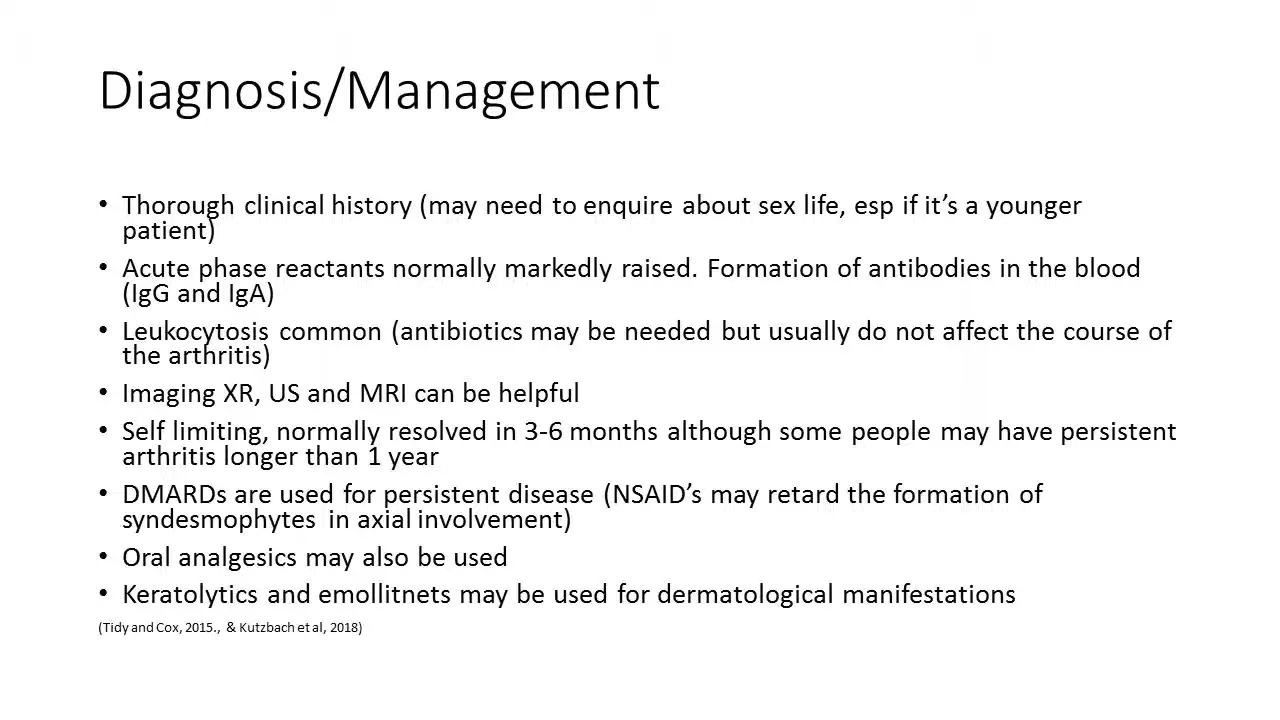 Diagnosis/Management
• Thorough clinical history (may need to enquire about sex life, esp if it’s a younger
patient)
• Acute phase reactants normally markedly raised. Formation of antibodies in the blood
(IgG and IgA)
• Leukocytosis common (antibiotics may be needed but usually do not affect the course of
the arthritis)
• Imaging XR, US and MRI can be helpful
• Self limiting, normally resolved in 3-6 months although some people may have persistent
arthritis longer than 1 year
• DMARDs are used for persistent disease (NSAID’s may retard the formation of
syndesmophytes in axial involvement)
• Oral analgesics may also be used
• Keratolytics and emollitnets may be used for dermatological manifestations
(Tidy and Cox, 2015., & Kutzbach et al, 2018)